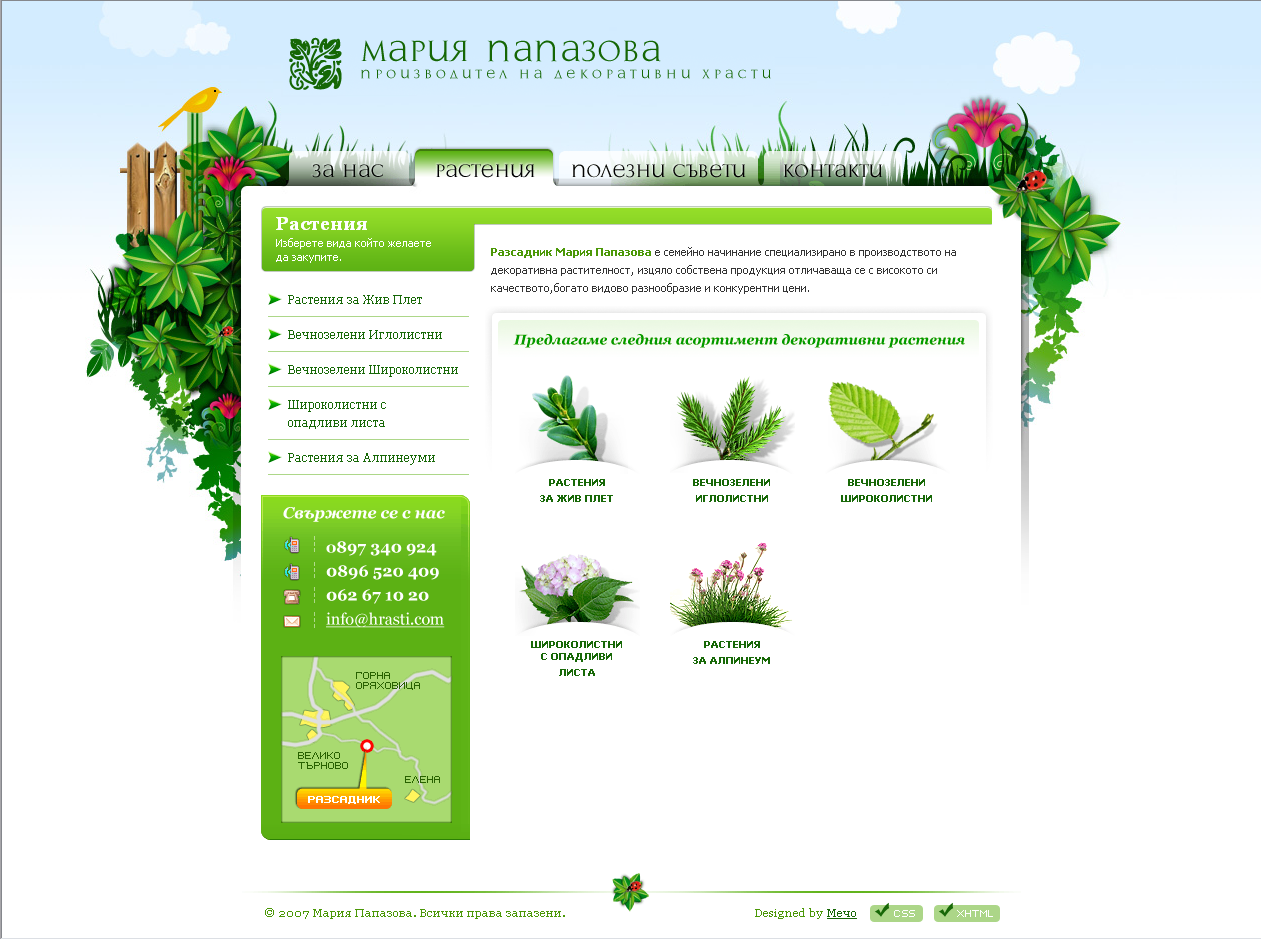 мария папазова
производител на декоративни храсти
за нас
растения
полезни съвети
контакти
Растения
Изберете вида който желаете
да закупите.
Разсадник Мария Папазова е семейно начинание специализирано в производството на
декоративна растителност, изцяло собствена продукция отличаваща се с високото си
качеството,богато видово разнообразие и конкурентни цени.
Растения за Жив Плет
Вечнозелени Иглолистни
Вечнозелени Широколистни
Широколистни с
опадливи листа
Растения за Алпинеуми
Предлагаме следния асортимент декоративни растения
РАСТЕНИЯ
ЗА ЖИВ ПЛЕТ
ВЕЧНОЗЕЛЕНИ
ИГЛОЛИСТНИ
ВЕЧНОЗЕЛЕНИ
ШИРОКОЛИСТНИ
ШИРОКОЛИСТНИ
С ОПАДЛИВИ
ЛИСТА
РАСТЕНИЯ
ЗА АЛПИНЕУМ
Свържете се с нас
0897 340 924
0896 520 409
062 67 10 20
info@hrasti.com
ГОРНА
ОРЯХОВИЦА
ВЕЛИКО
ТЪРНОВО
ЕЛЕНА
РАЗСАДНИК
© 2007 Мария Папазова. Всички права запазени.
Designed by Мечо
CSS
XHTML